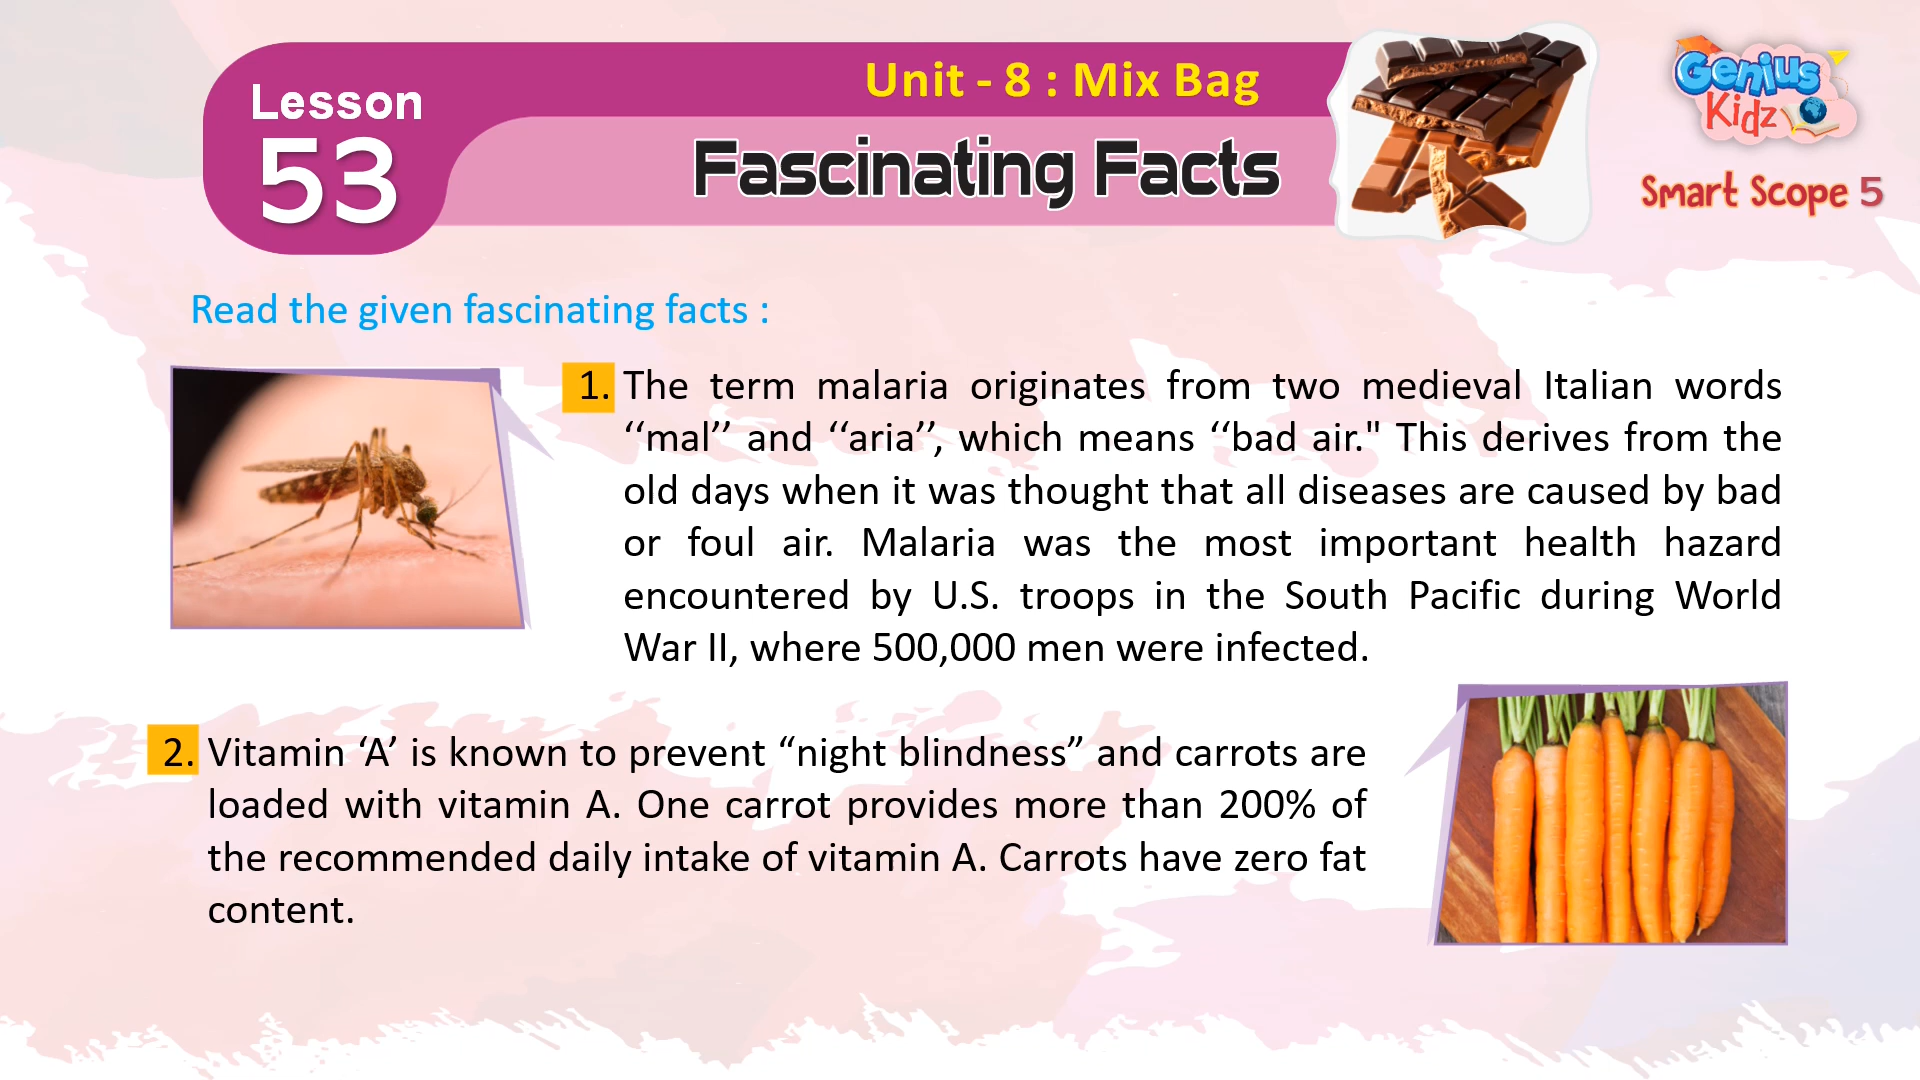 Lesson
53
Unit - 8 : Mix Bag
Fascinating Facts
Genius
Kidz
Smart Scope 5
Read the given fascinating facts :
1. The term malaria originates from two medieval Italian words
‘‘mal’’ and ‘‘aria’’, which means ‘‘bad air." This derives from the
old days when it was thought that all diseases are caused by bad
or foul air. Malaria was the most important health hazard
encountered by U.S. troops in the South Pacific during World
War II, where 500,000 men were infected.
2. Vitamin ‘A’ is known to prevent “night blindness” and carrots are
loaded with vitamin A. One carrot provides more than 200% of
the recommended daily intake of vitamin A. Carrots have zero fat
content.